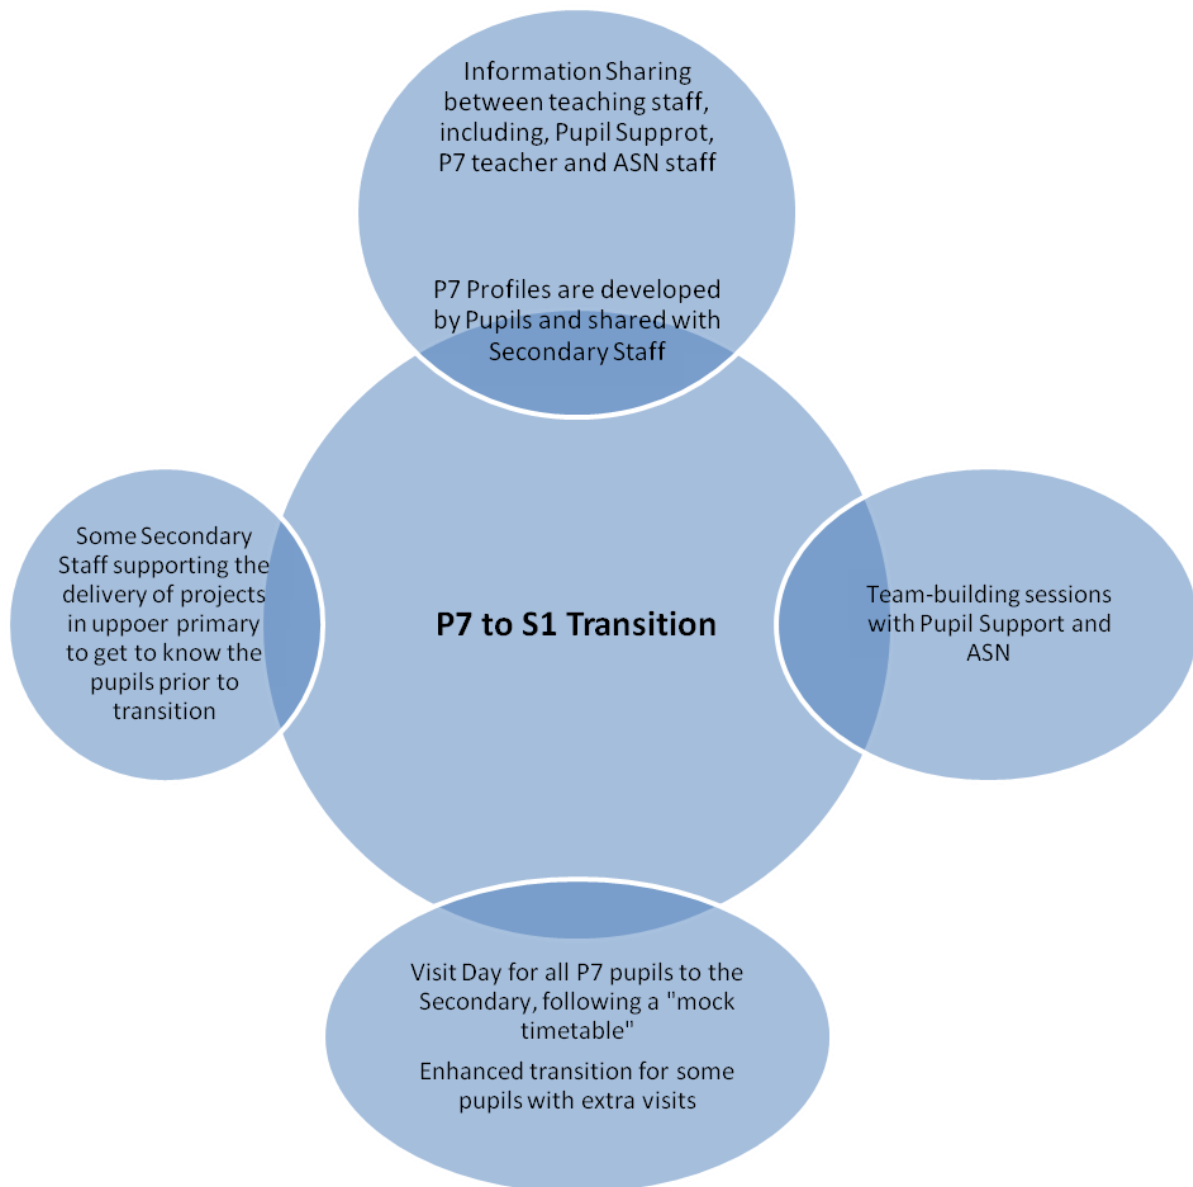 Information Sharing
between teaching staff,
including, Pupil Supprot,
P7 teacher and ASN staff
P7 Profiles are developed
by Pupils and shared with
Secondary Staff
Some Secondary
Staff supporting the
delivery of projects
in uppoer primary
to get to know the
pupils prior to
transition
P7 to S1 Transition
Team-building sessions
with Pupil Support and
ASN
Visit Day for all P7 pupils to the
Secondary, following a "mock
timetable"
Enhanced transition for some
pupils with extra visits